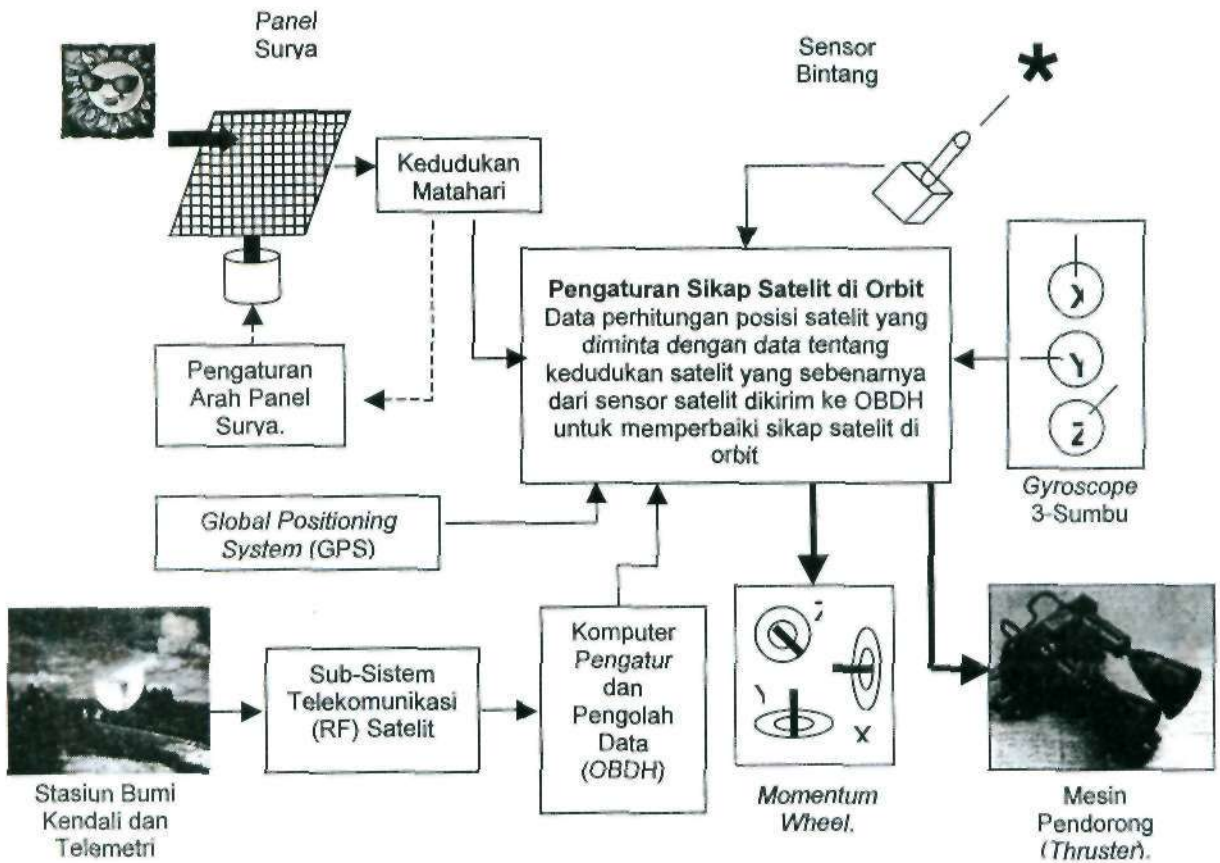 Panel
Surya
Sensor
Bintang
*
Kedudukan
Matahari
Pengaturan Sikap Satelit di Orbit
Data perhitungan posisi satelit yang
diminta dengan data tentang
kedudukan satelit yang sebenarnya
dari sensor satelit dikirim ke OBDH
untuk memperbaiki sikap satelit di
orbit
X
Y
Z
Gyroscope
3-Sumbu
Pengaturan
Arah Panel
Surya.
Global Positioning
System (GPS)
Stasiun Bumi
Kendali dan
Telemetri
Sub-Sistem
Telekomunikasi
(RF) Satelit
Komputer
Pengatur
dan
Pengolah
Data
(OBDH)
Z
Y
X
Momentum
Wheel.
Mesin
Pendorong
(Thruster).